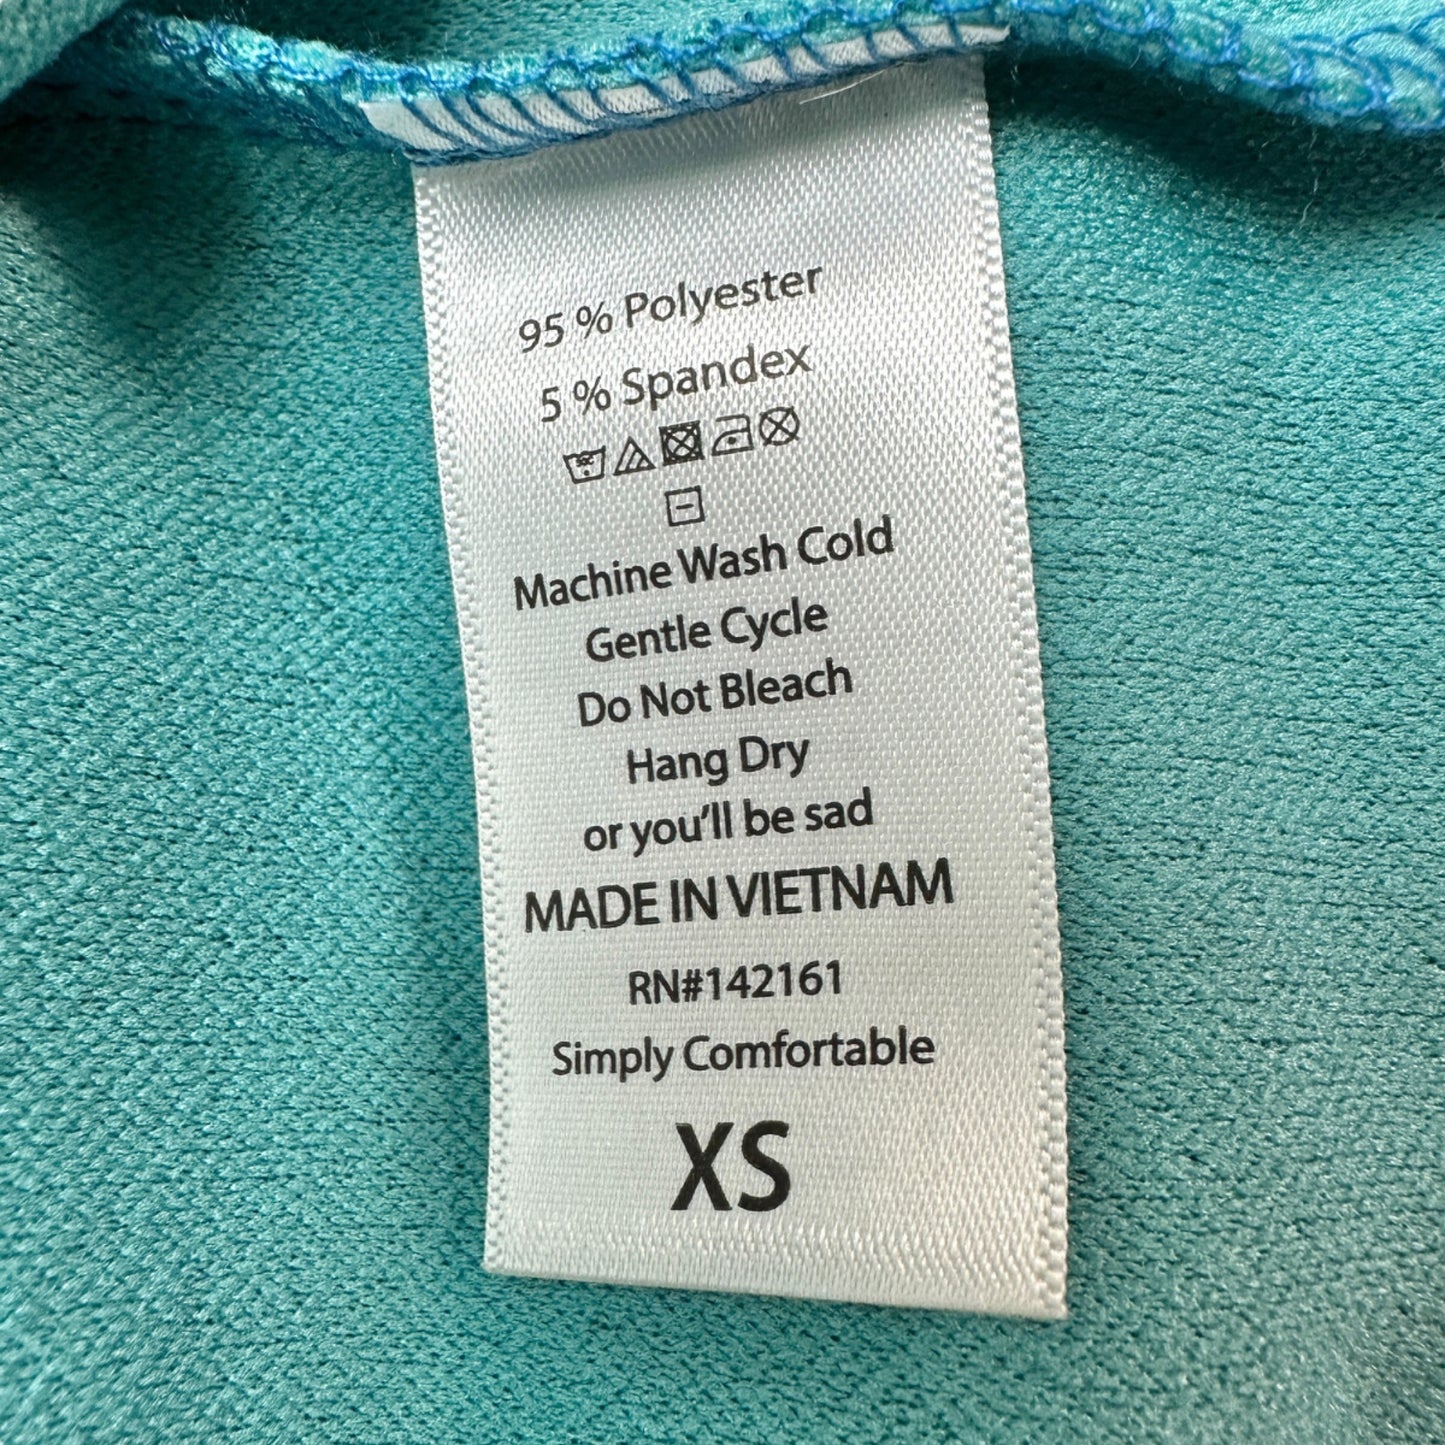 95 % Polyester
5 % Spandex
Machine Wash Cold
Gentle Cycle
Do Not Bleach
Hang Dry
or you'll be sad
MADE IN VIETNAM
RN#142161
Simply Comfortable
XS